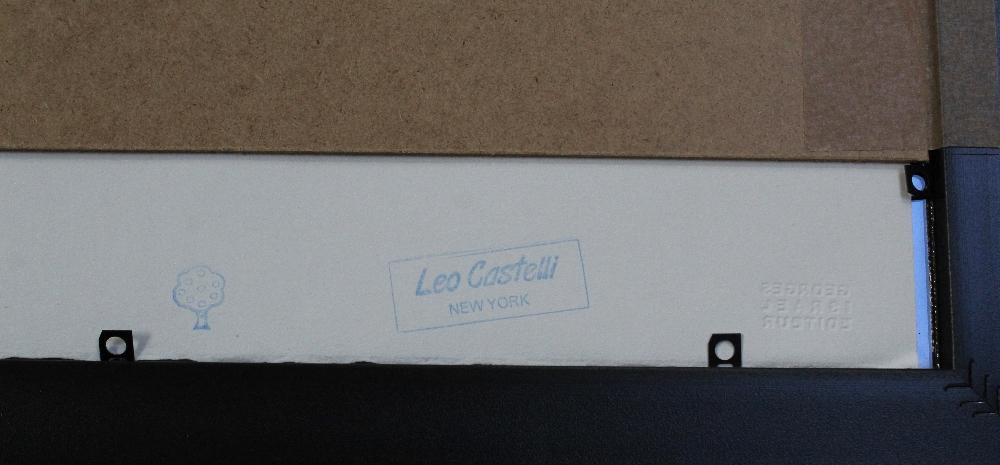 Leo Castelli
NEW YORK
GEORGES
ISRAEL
EDITEUR